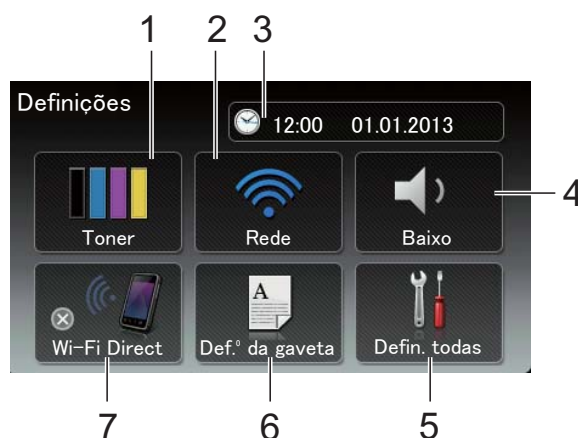 1 2 3
Definições
12:00 01.01.2013
4
Toner Rede Baixo
A
Wi-Fi Direct Def.º da gaveta Defin. todas
7 6 5